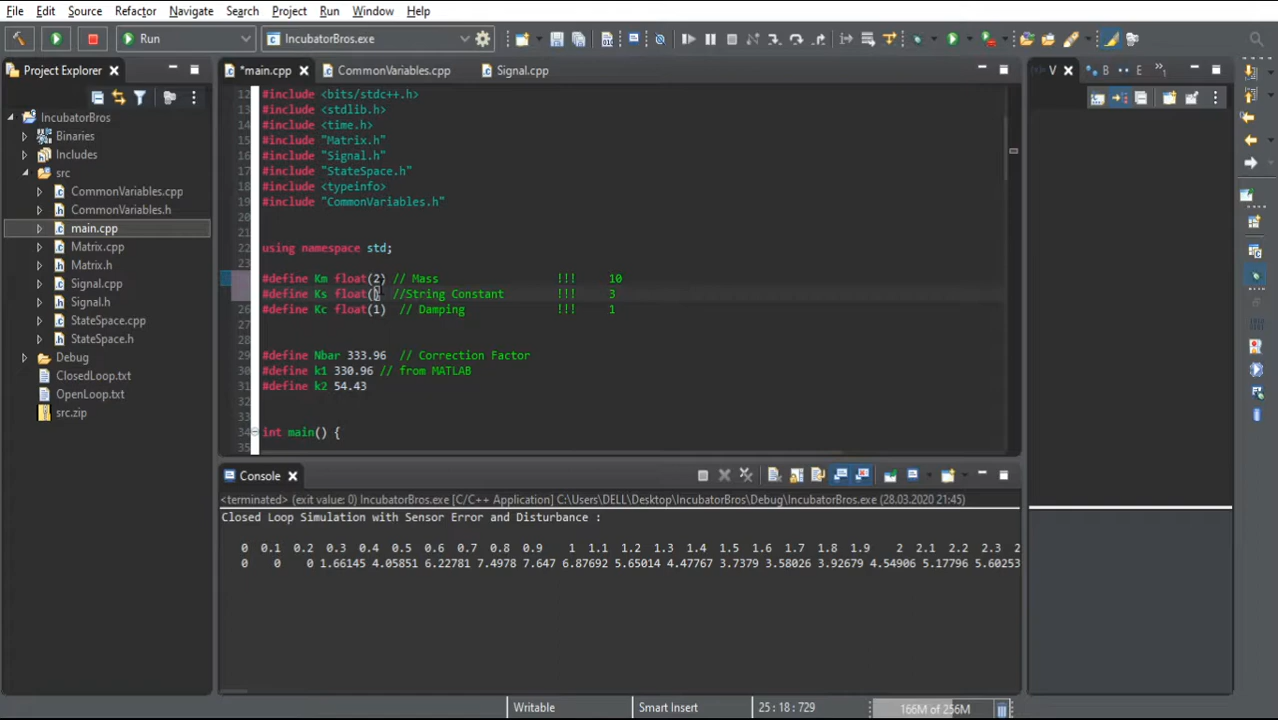 File Edit Source Refactor Navigate Search Project Run Window Help
Run IncubatorBros.exe
Project Explorer
IncubatorBros
Binaries
Includes
src
CommonVariables.cpp
CommonVariables.h
main.cpp
Matrix.cpp
Matrix.h
Signal.cpp
Signal.h
StateSpace.cpp
StateSpace.h
Debug
ClosedLoop.txt
OpenLoop.txt
src.zip
*main.cpp CommonVariables.cpp Signal.cpp
12 #include <bits/stdc++.h>
13 #include <stdlib.h>
14 #include <time.h>
15 #include "Matrix.h"
16 #include "Signal.h"
17 #include "StateSpace.h"
18 #include <typeinfo>
19 #include "CommonVariables.h"
20
21
22 using namespace std;
23
#define Km float(2) // Mass !!! 10
#define Ks float() //String Constant !!! 3
26 #define Kc float(1) // Damping !!! 1
27
28
29 #define Nbar 333.96 // Correction Factor
30 #define k1 330.96 // from MATLAB
31 #define k2 54.43
32
33
34 int main() {
35
V B E
Console
<terminated> (exit value: 0) IncubatorBros.exe [C/C++ Application] C:\Users\DELL\Desktop\IncubatorBros\Debug\IncubatorBros.exe (28.03.2020 21:45)
Closed Loop Simulation with Sensor Error and Disturbance :
0 0.1 0.2 0.3 0.4 0.5 0.6 0.7 0.8 0.9 1 1.1 1.2 1.3 1.4 1.5 1.6 1.7 1.8 1.9 2 2.1 2.2 2.3 2
0 0 0 1.66145 4.05851 6.22781 7.4978 7.647 6.87692 5.65014 4.47767 3.7379 3.58026 3.92679 4.54906 5.17796 5.60253
Writable Smart Insert 25 : 18 : 729 166M of 256M